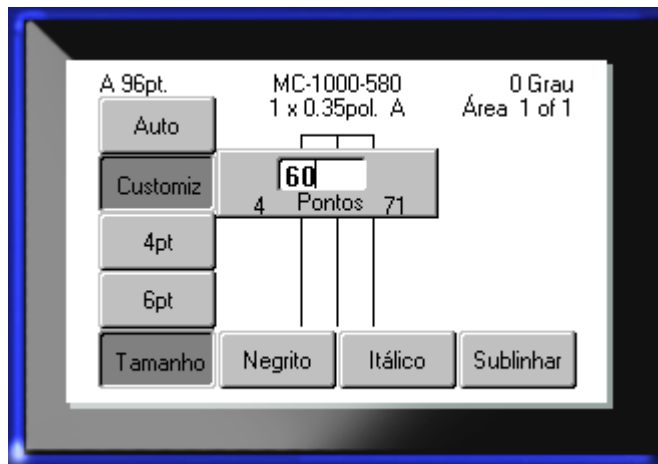 A 96pt. MC-1000-580 0 Grau
1 x 0.35pol. A Área 1 of 1
Auto
Customiz 60
4 Pontos 71
4pt
6pt
Tamanho Negrito Itálico Sublinhar